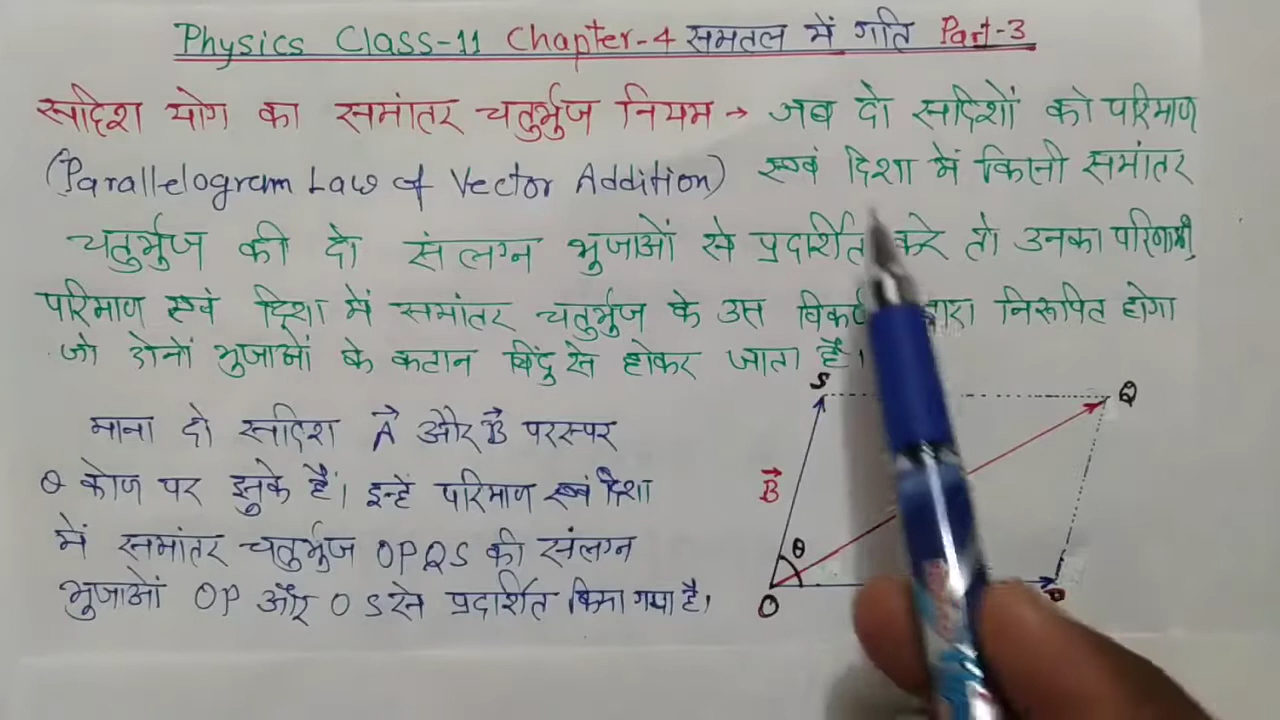 Physics Class-11 Chapter-4 समतल में गति Part-3
सदिश योग का समांतर चतुर्भुज नियम → जब दो सदिशों को परिमाण
(Parallelogram Law of Vector Addition) एवं दिशा में किसी समांतर
चतुर्भुज की दो संलग्न भुजाओं से प्रदर्शित करे तो उनका परिणामी
परिमाण एवं दिशा में समांतर चतुर्भुज के उस निरूपित होगा
जो दोनों भुजाओं के कटान बिंदु से होकर जाता है।
माना दो सदिश A⃗ और B⃗ परस्पर
θ कोण पर झुके हैं। इन्हें परिमाण एवं दिशा
में समांतर चतुर्भुज OPQS की संलग्न
भुजाओं OP और OS से प्रदर्शित किया गया है।
S
Q
B⃗
θ
O